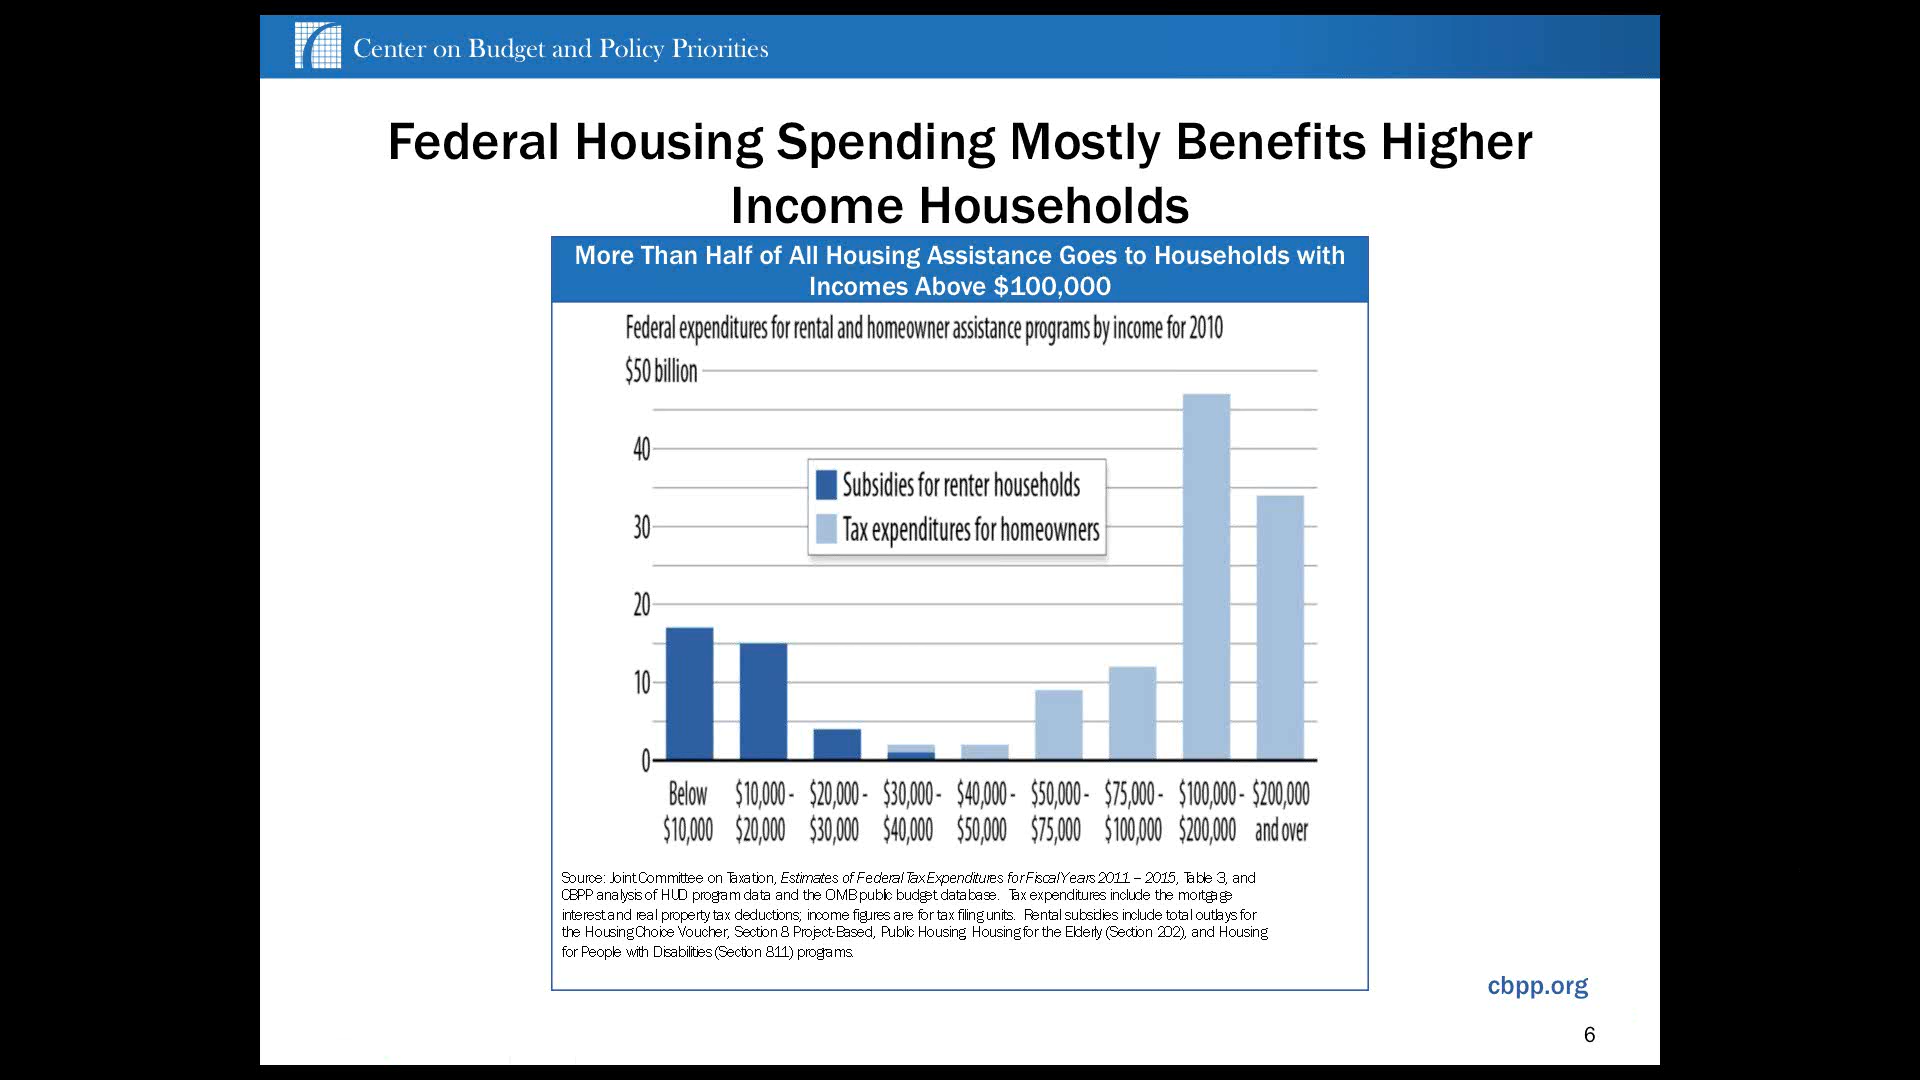 Center on Budget and Policy Priorities
Federal Housing Spending Mostly Benefits Higher
Income Households
More Than Half of All Housing Assistance Goes to Households with
Incomes Above $100,000
Federal expenditures for rental and homeowner assistance programs by income for 2010
$50 billion
40
30
20
10
0
Subsidies for renter households
Tax expenditures for homeowners
Below $10,000
$10,000 - $20,000
$20,000 - $30,000
$30,000 - $40,000
$40,000 - $50,000
$50,000 - $75,000
$75,000 - $100,000
$100,000 - $200,000
$200,000 and over
Source: Joint Committee on Taxation, Estimates of Federal Tax Expenditures for Fiscal Years 2011 – 2015, Table 3, and
CBPP analysis of HUD program data and the OMB public budget database. Tax expenditures include the mortgage
interest and real property tax deductions; income figures are for tax filing units. Rental subsidies include total outlays for
the Housing Choice Voucher, Section 8 Project-Based, Public Housing, Housing for the Elderly (Section 202), and Housing
for People with Disabilities (Section 811) programs.
cbpp.org
6